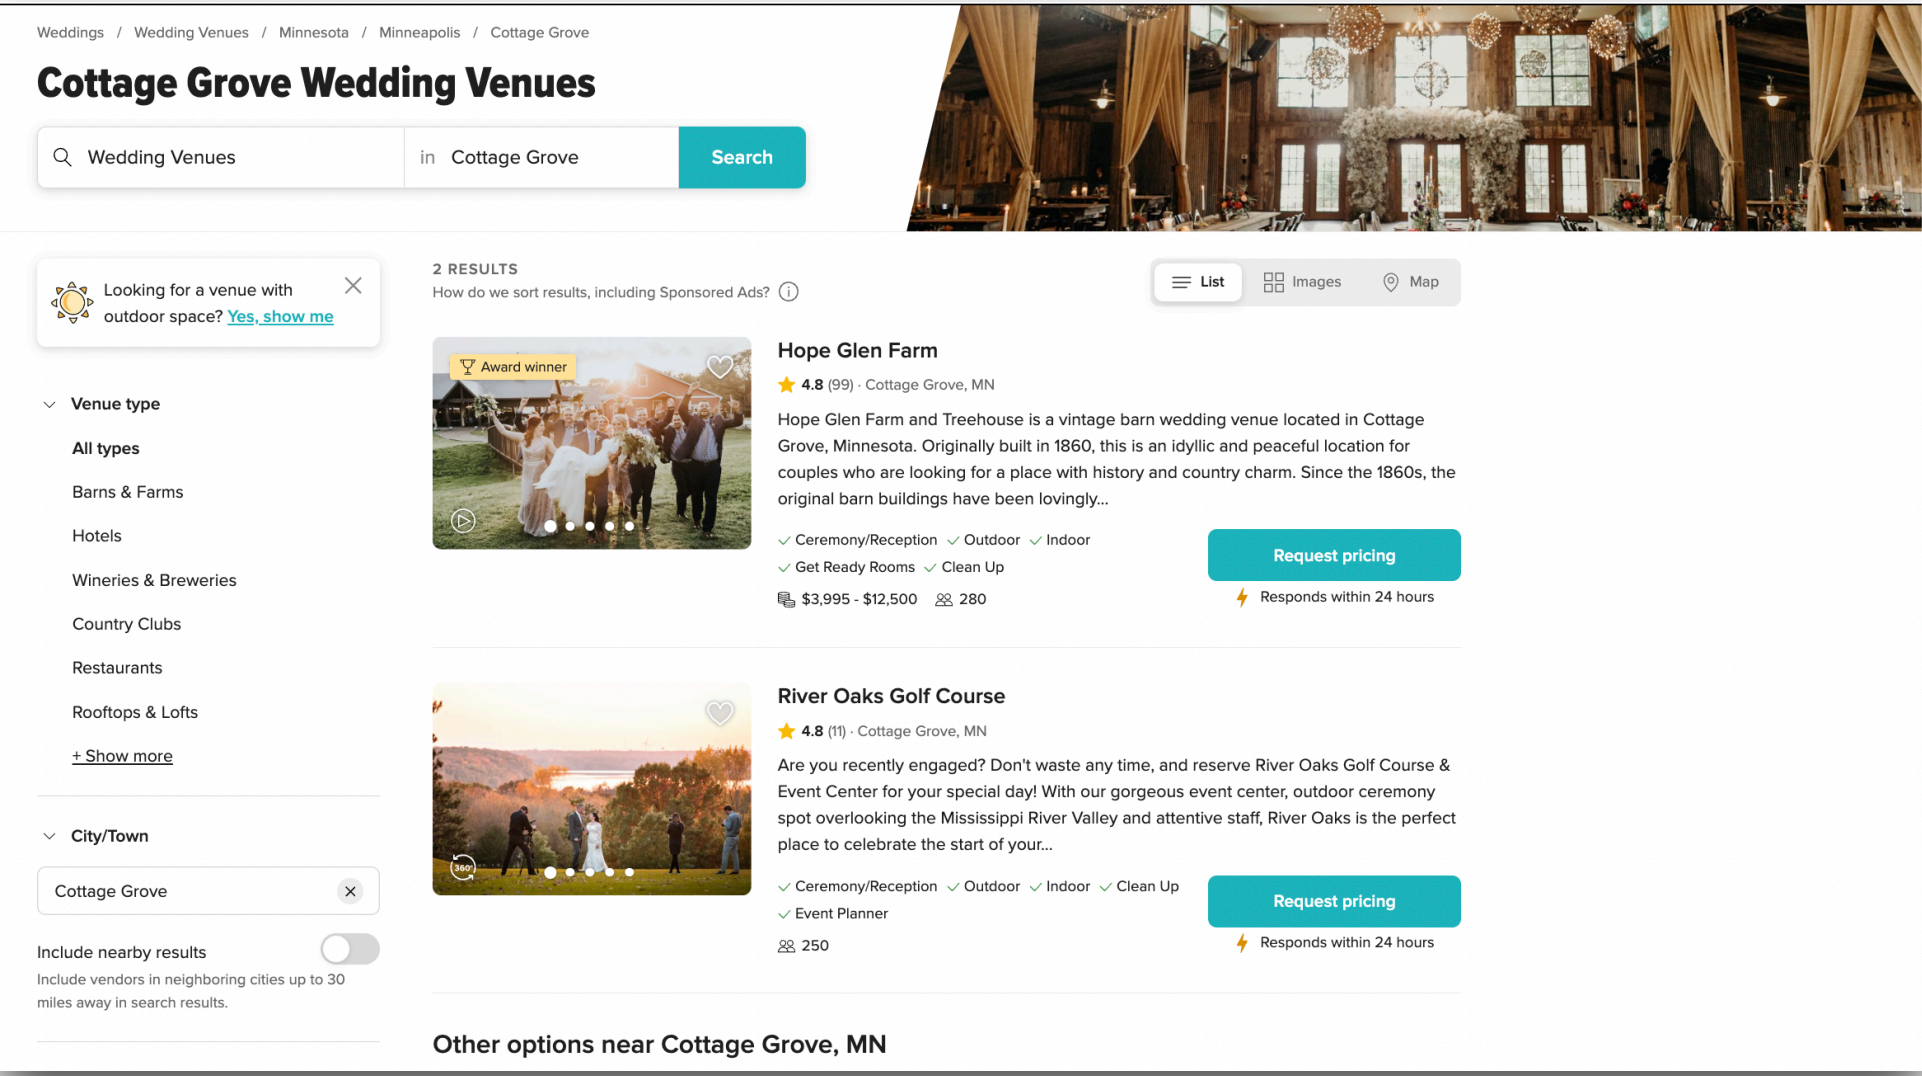 Weddings / Wedding Venues / Minnesota / Minneapolis / Cottage Grove
Cottage Grove Wedding Venues
Wedding Venues
in Cottage Grove
Search
Looking for a venue with
outdoor space? Yes, show me
Venue type
All types
Barns & Farms
Hotels
Wineries & Breweries
Country Clubs
Restaurants
Rooftops & Lofts
+ Show more
City/Town
Cottage Grove
Include nearby results
Include vendors in neighboring cities up to 30
miles away in search results.
2 RESULTS
How do we sort results, including Sponsored Ads?
List
Images
Map
Award winner
Hope Glen Farm
4.8 (99) · Cottage Grove, MN
Hope Glen Farm and Treehouse is a vintage barn wedding venue located in Cottage
Grove, Minnesota. Originally built in 1860, this is an idyllic and peaceful location for
couples who are looking for a place with history and country charm. Since the 1860s, the
original barn buildings have been lovingly...
Ceremony/Reception Outdoor Indoor
Get Ready Rooms Clean Up
$3,995 - $12,500 280
Request pricing
Responds within 24 hours
360°
River Oaks Golf Course
4.8 (11) · Cottage Grove, MN
Are you recently engaged? Don't waste any time, and reserve River Oaks Golf Course &
Event Center for your special day! With our gorgeous event center, outdoor ceremony
spot overlooking the Mississippi River Valley and attentive staff, River Oaks is the perfect
place to celebrate the start of your...
Ceremony/Reception Outdoor Indoor Clean Up
Event Planner
250
Request pricing
Responds within 24 hours
Other options near Cottage Grove, MN